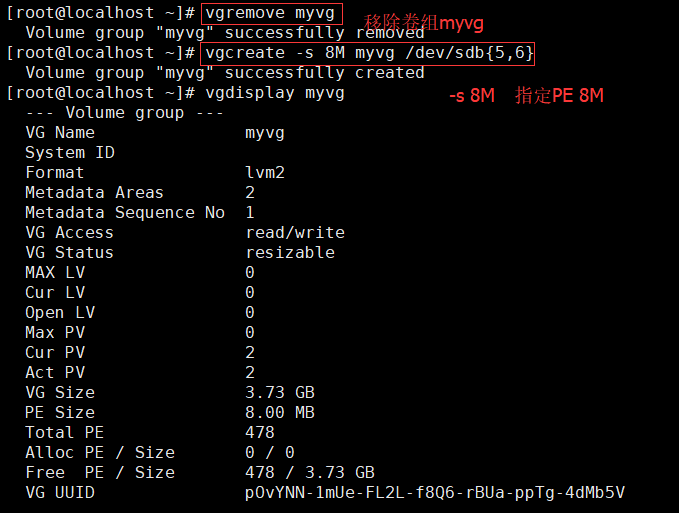 [root@localhost ~]# vgremove myvg 移除卷组myvg
  Volume group "myvg" successfully removed
[root@localhost ~]# vgcreate -s 8M myvg /dev/sdb{5,6}
  Volume group "myvg" successfully created
[root@localhost ~]# vgdisplay myvg -s 8M 指定PE 8M
  --- Volume group ---
  VG Name               myvg
  System ID
  Format                lvm2
  Metadata Areas        2
  Metadata Sequence No  1
  VG Access             read/write
  VG Status             resizable
  MAX LV                0
  Cur LV                0
  Open LV               0
  Max PV                0
  Cur PV                2
  Act PV                2
  VG Size               3.73 GB
  PE Size               8.00 MB
  Total PE              478
  Alloc PE / Size       0 / 0
  Free  PE / Size       478 / 3.73 GB
  VG UUID               pOvYNN-1mUe-FL2L-f8Q6-rBUa-ppTg-4dMb5V